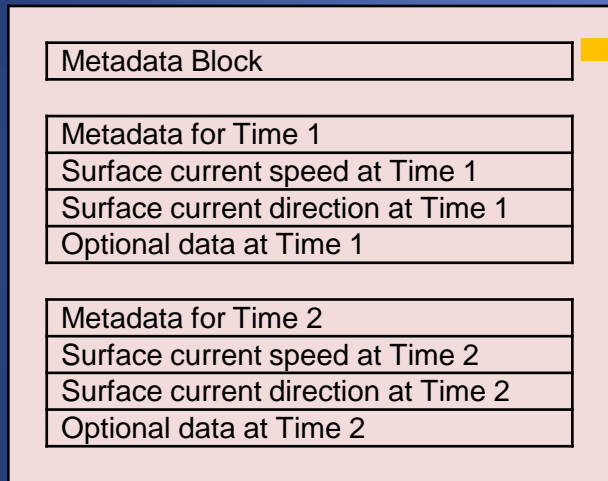 Metadata Block
Metadata for Time 1
Surface current speed at Time 1
Surface current direction at Time 1
Optional data at Time 1
Metadata for Time 2
Surface current speed at Time 2
Surface current direction at Time 2
Optional data at Time 2